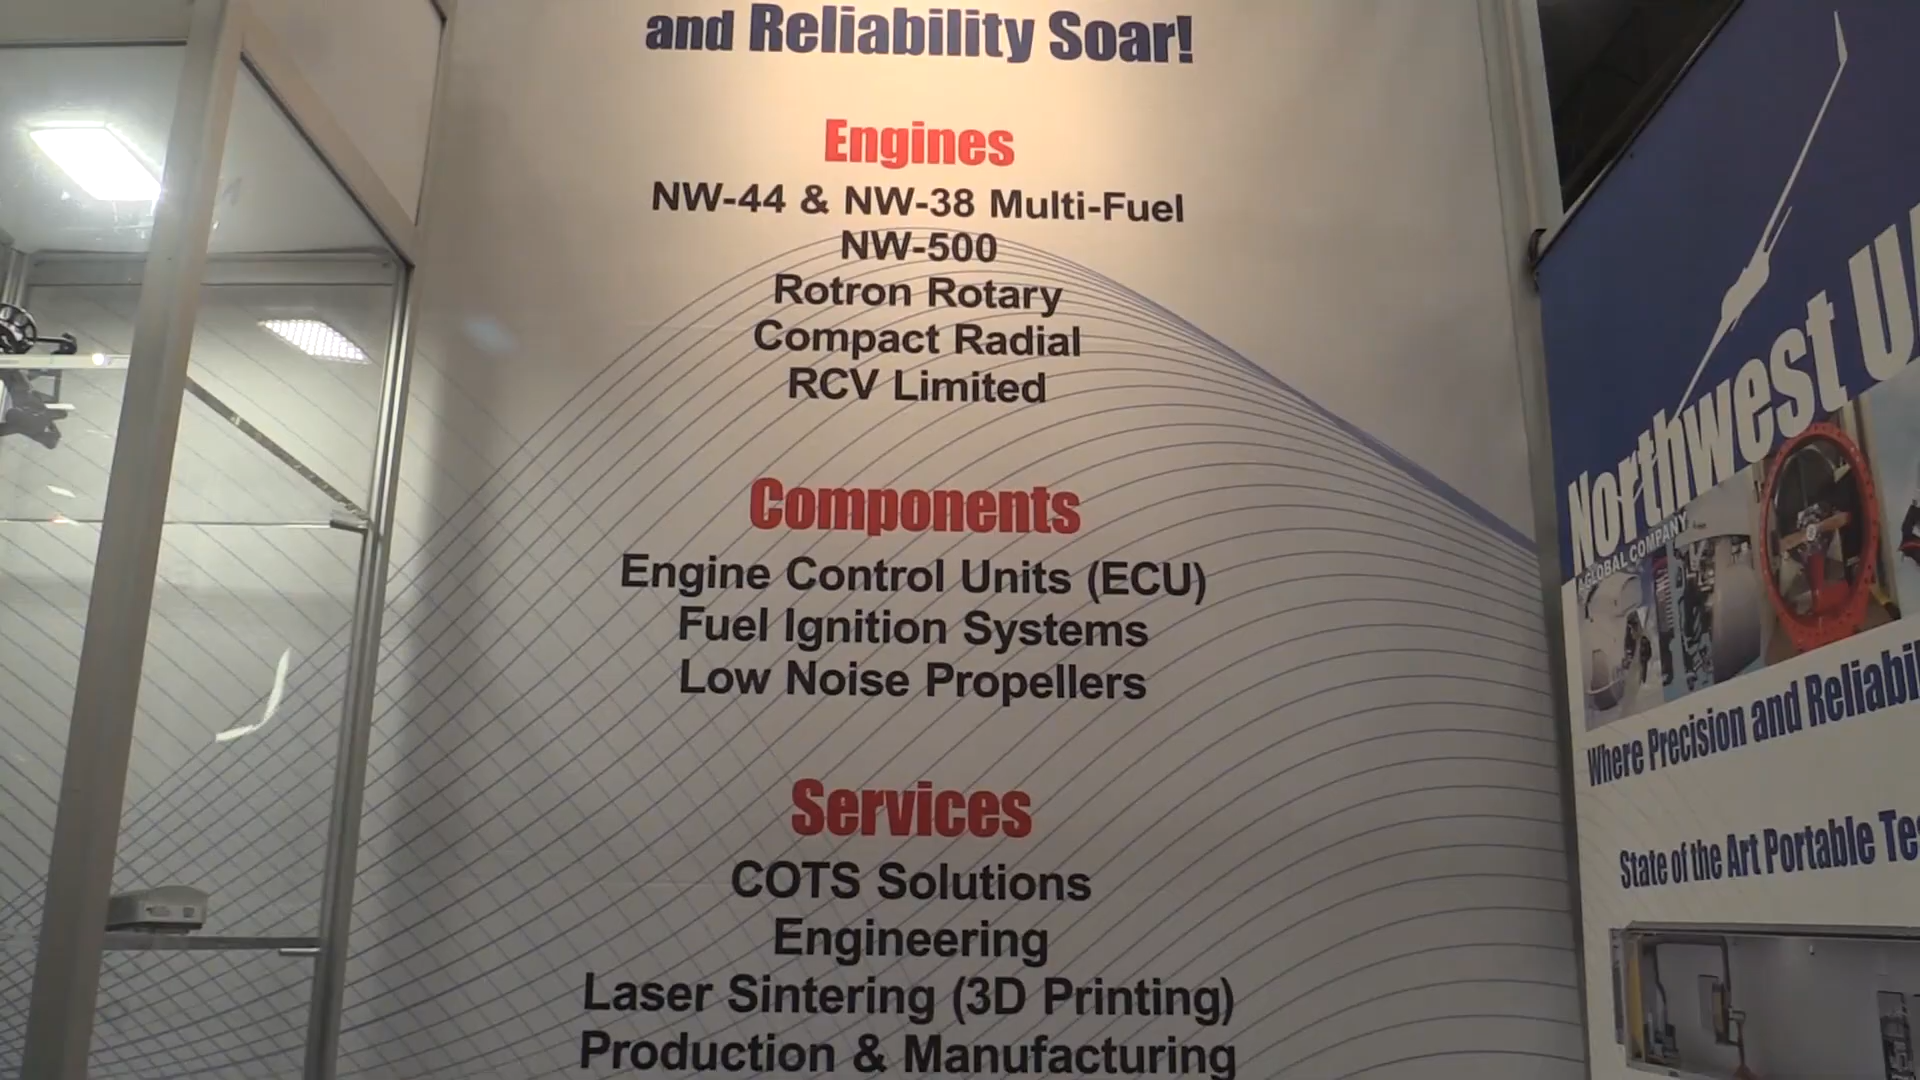 and Reliability Soar!
Engines
NW-44 & NW-38 Multi-Fuel
NW-500
Rotron Rotary
Compact Radial
RCV Limited
Components
Engine Control Units (ECU)
Fuel Ignition Systems
Low Noise Propellers
Services
COTS Solutions
Engineering
Laser Sintering (3D Printing)
Production & Manufacturing
Northwest
GLOBAL COMPANY
Where Precision and
State of the Art Portable